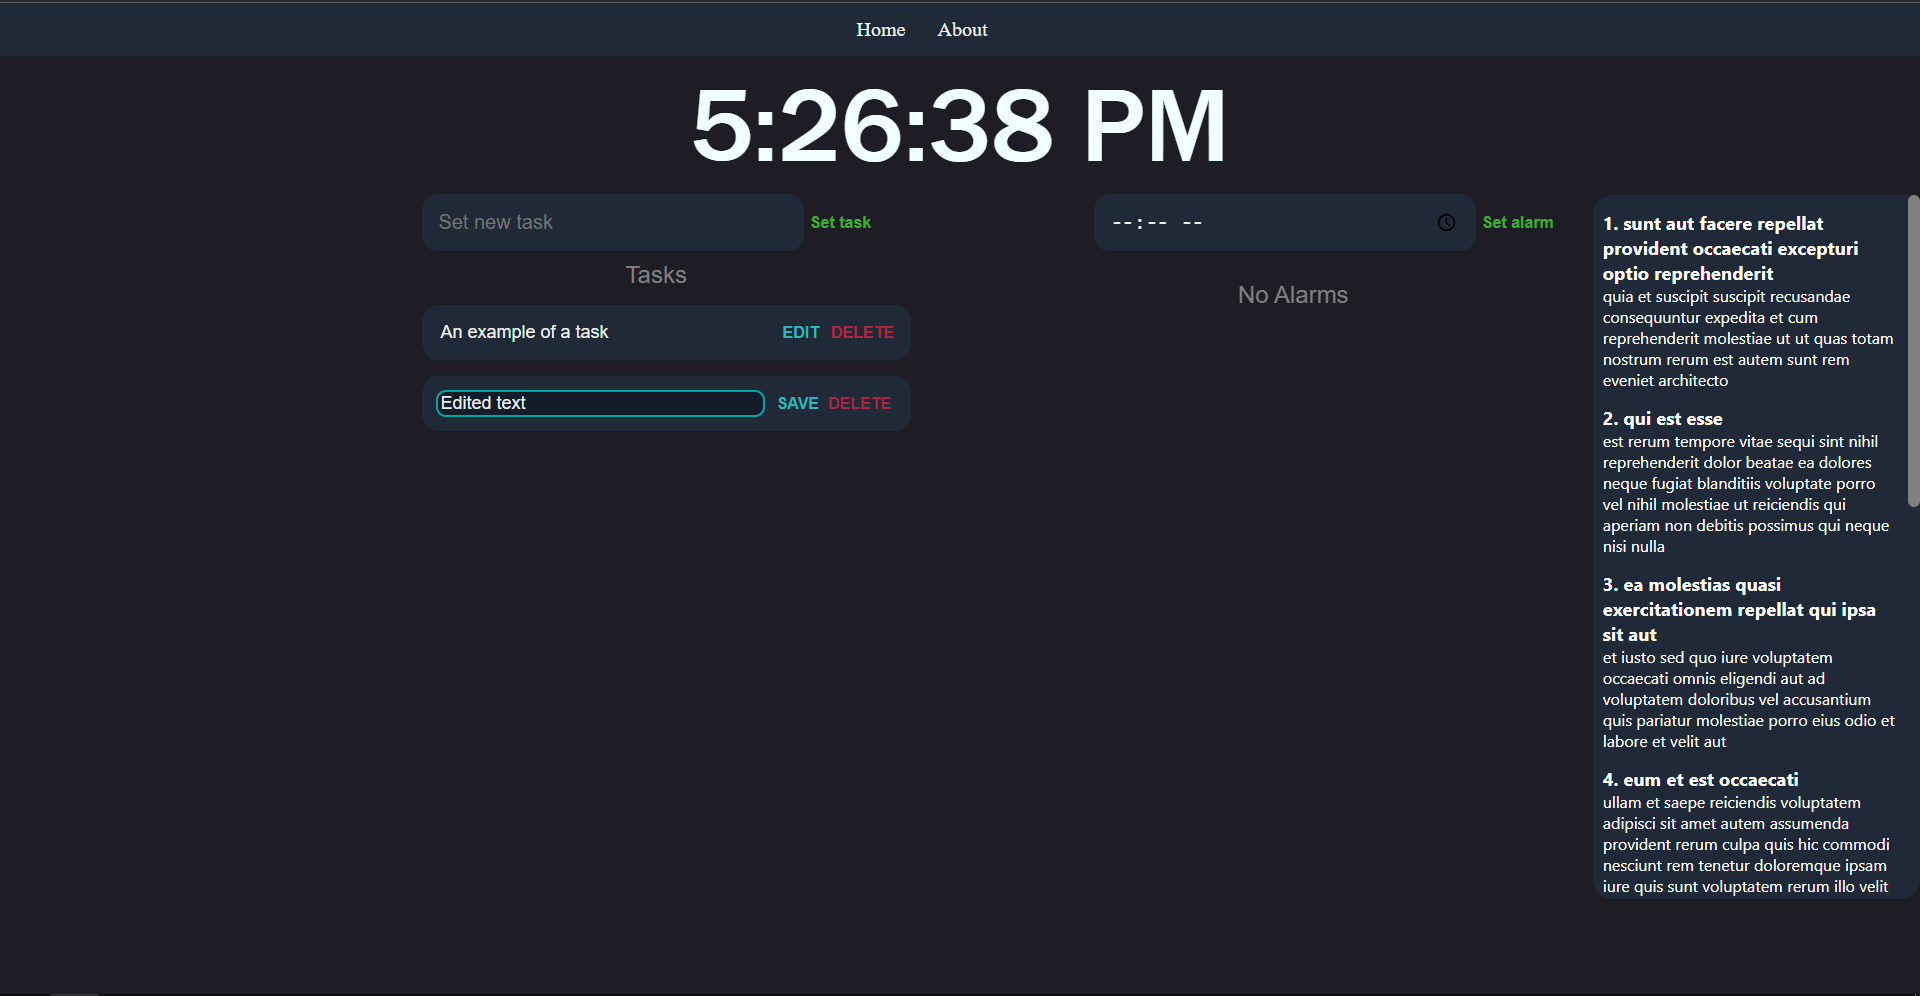 Home About
5:26:38 PM
Set new task Set task
Tasks
An example of a task EDIT DELETE
Edited text SAVE DELETE
--:-- -- Set alarm
No Alarms
1. sunt aut facere repellat
provident occaecati excepturi
optio reprehenderit
quia et suscipit suscipit recusandae
consequuntur expedita et cum
reprehenderit molestiae ut ut quas totam
nostrum rerum est autem sunt rem
eveniet architecto
2. qui est esse
est rerum tempore vitae sequi sint nihil
reprehenderit dolor beatae ea dolores
neque fugiat blanditiis voluptate porro
vel nihil molestiae ut reiciendis qui
aperiam non debitis possimus qui neque
nisi nulla
3. ea molestias quasi
exercitationem repellat qui ipsa
sit aut
et iusto sed quo iure voluptatem
occaecati omnis eligendi aut ad
voluptatem doloribus vel accusantium
quis pariatur molestiae porro eius odio et
labore et velit aut
4. eum et est occaecati
ullam et saepe reiciendis voluptatem
adipisci sit amet autem assumenda
provident rerum culpa quis hic commodi
nesciunt rem tenetur doloremque ipsam
iure quis sunt voluptatem rerum illo velit